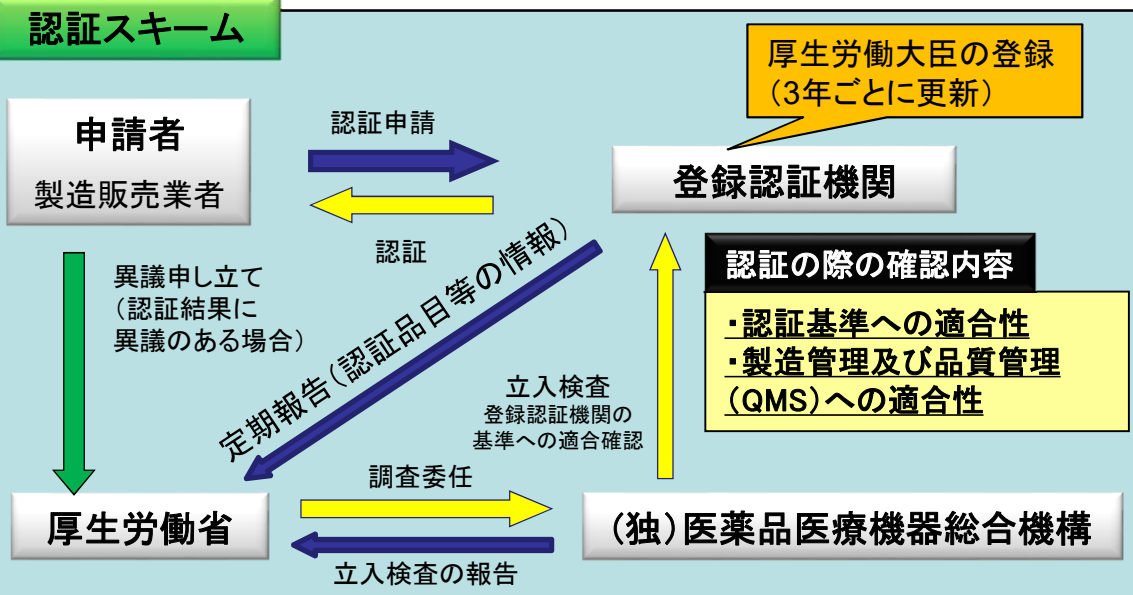 認証スキーム
厚生労働大臣の登録
（3年ごとに更新）
申請者
製造販売業者
認証申請
認証
登録認証機関
異議申し立て
（認証結果に
異議のある場合）
定期報告（認証品目等の情報）
認証の際の確認内容
・認証基準への適合性
・製造管理及び品質管理
（QMS）への適合性
立入検査
登録認証機関の
基準への適合確認
調査委任
厚生労働省
（独）医薬品医療機器総合機構
立入検査の報告